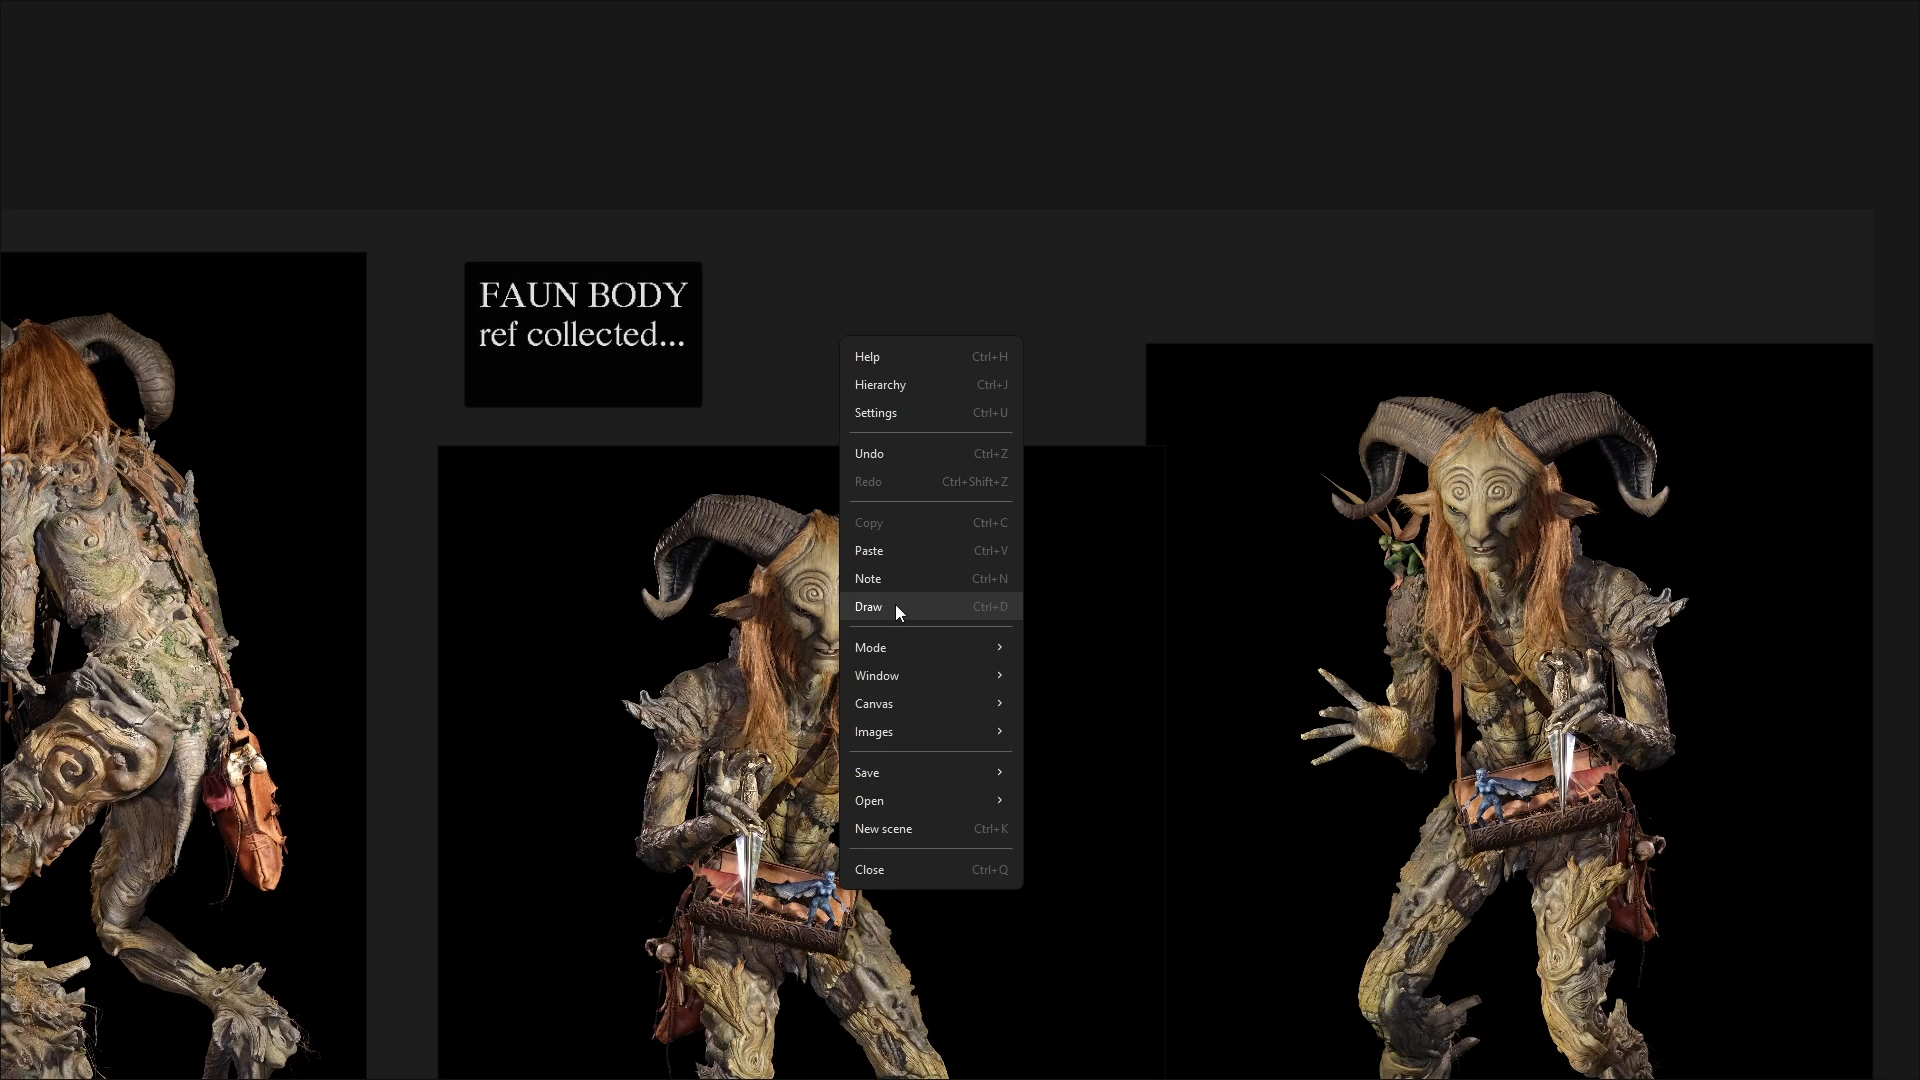 FAUN BODY
ref collected...
Help Ctrl+H
Hierarchy Ctrl+J
Settings Ctrl+U
Undo Ctrl+Z
Redo Ctrl+Shift+Z
Copy Ctrl+C
Paste Ctrl+V
Note Ctrl+N
Draw Ctrl+D
Mode
Window
Canvas
Images
Save
Open
New scene Ctrl+K
Close Ctrl+Q